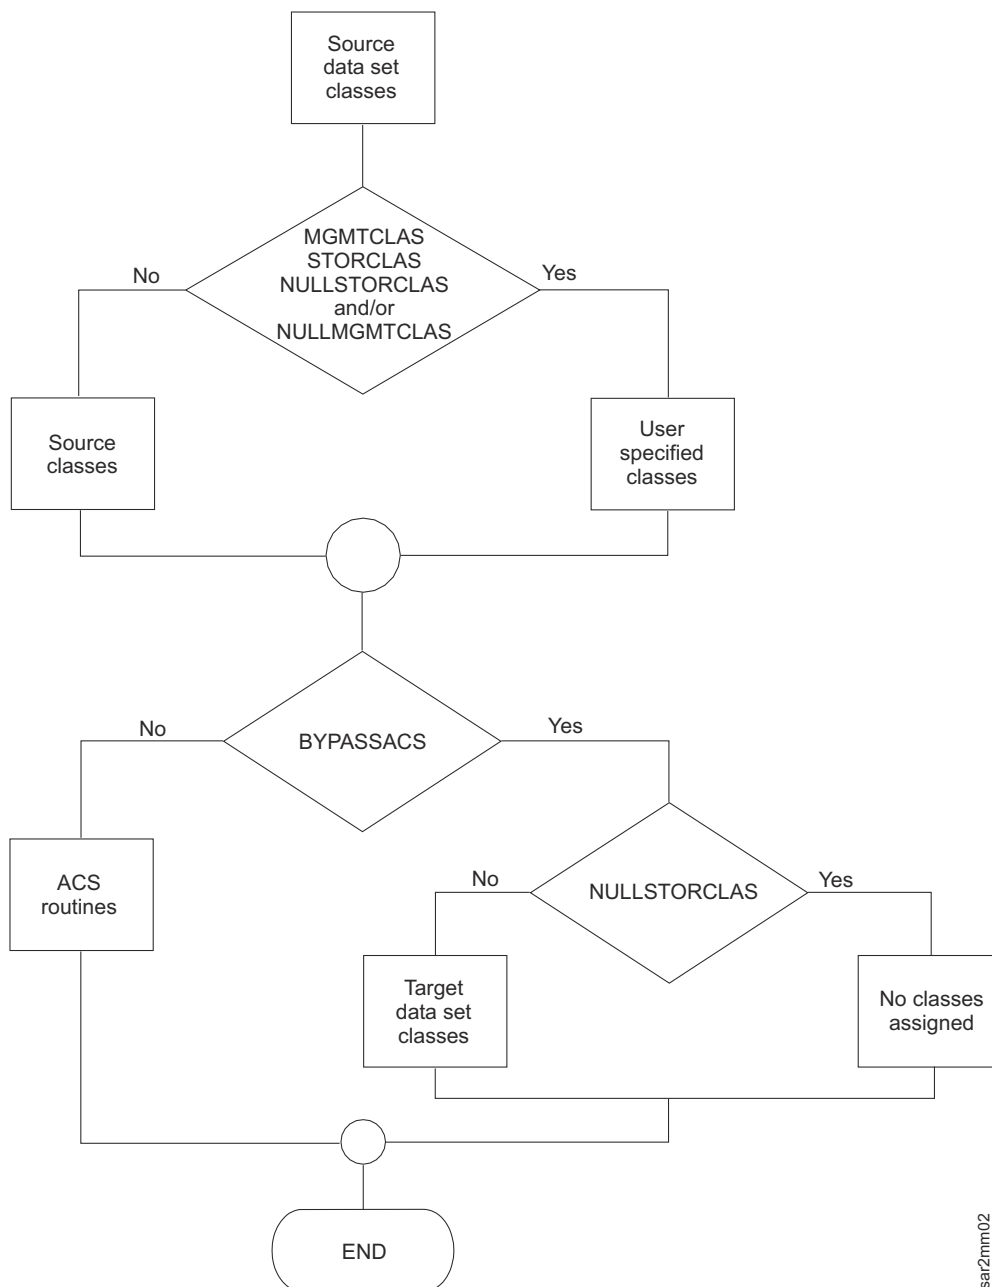 Source
data set
classes
MGMTCLAS
STORCLAS
NULLSTORCLAS
and/or
NULLMGMTCLAS
No
Yes
Source
classes
User
specified
classes
BYPASSACS
No
Yes
ACS
routines
NULLSTORCLAS
No
Yes
Target
data set
classes
No classes
assigned
END
sar2mm02